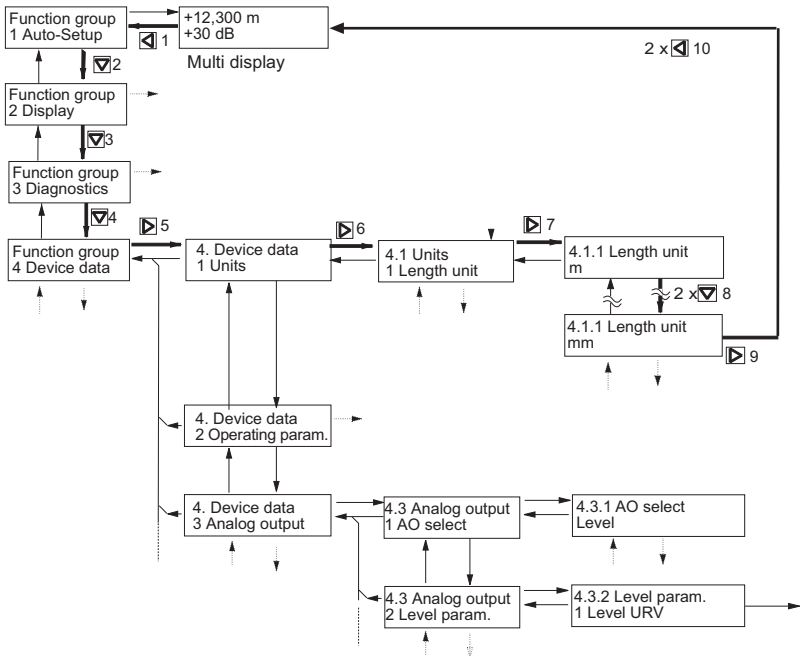 Function group
1 Auto-Setup
+12,300 m
+30 dB
1
2 x 10
Multi display
2
Function group
2 Display
3
Function group
3 Diagnostics
4
5
6
7
Function group
4 Device data
4. Device data
1 Units
4.1 Units
1 Length unit
4.1.1 Length unit
m
2 x 8
4.1.1 Length unit
mm
9
4. Device data
2 Operating param.
4. Device data
3 Analog output
4.3 Analog output
1 AO select
4.3.1 AO select
Level
4.3 Analog output
2 Level param.
4.3.2 Level param.
1 Level URV